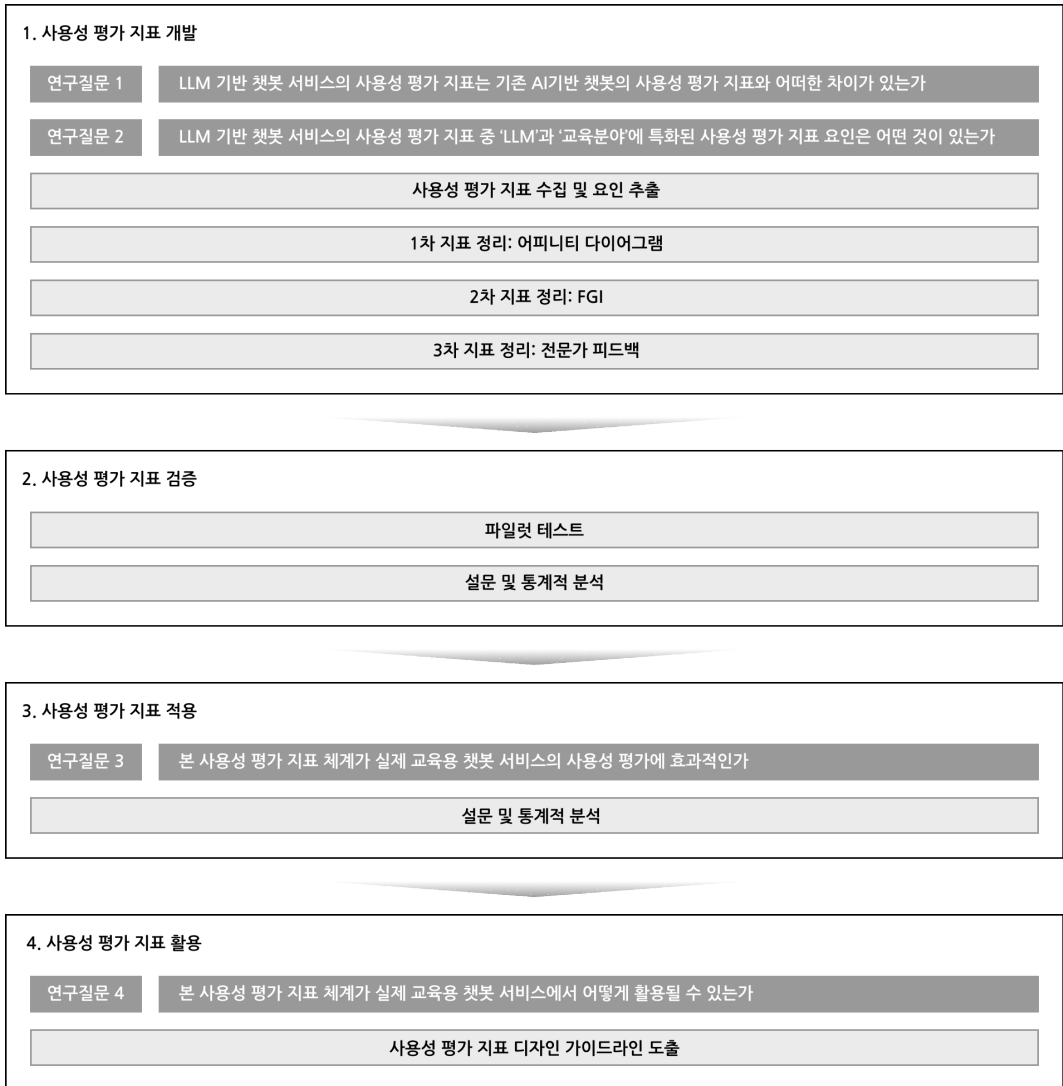 1. 사용성 평가 지표 개발
연구질문 1
LLM 기반 챗봇 서비스의 사용성 평가 지표는 기존 AI기반 챗봇의 사용성 평가 지표와 어떠한 차이가 있는가
연구질문 2
LLM 기반 챗봇 서비스의 사용성 평가 지표 중 ‘LLM’과 ‘교육분야’에 특화된 사용성 평가 지표 요인은 어떤 것이 있는가
사용성 평가 지표 수집 및 요인 추출
1차 지표 정리: 어피니티 다이어그램
2차 지표 정리: FGI
3차 지표 정리: 전문가 피드백
2. 사용성 평가 지표 검증
파일럿 테스트
설문 및 통계적 분석
3. 사용성 평가 지표 적용
연구질문 3
본 사용성 평가 지표 체계가 실제 교육용 챗봇 서비스의 사용성 평가에 효과적인가
설문 및 통계적 분석
4. 사용성 평가 지표 활용
연구질문 4
본 사용성 평가 지표 체계가 실제 교육용 챗봇 서비스에서 어떻게 활용될 수 있는가
사용성 평가 지표 디자인 가이드라인 도출